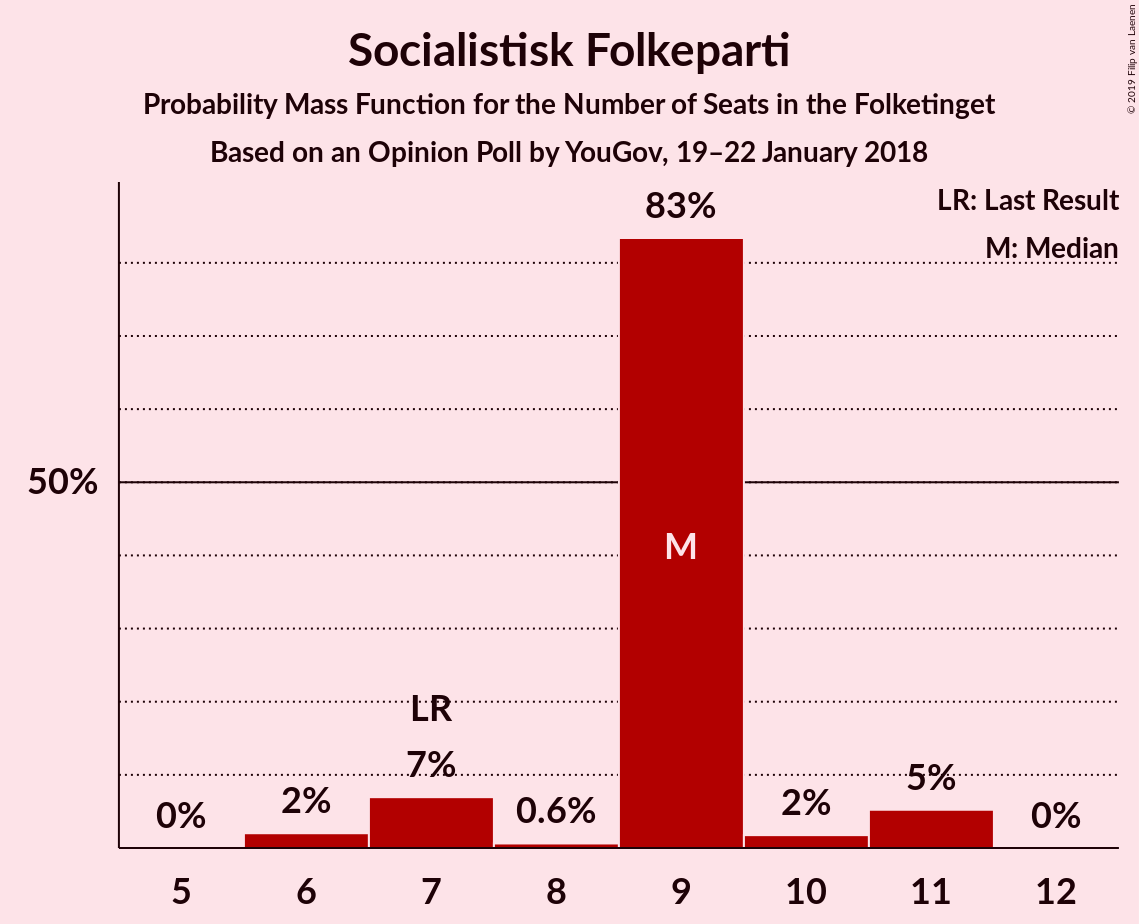 Socialistisk Folkeparti
Probability Mass Function for the Number of Seats in the Folketinget
Based on an Opinion Poll by YouGov, 19–22 January 2018
© 2019 Filip van Laenen
LR: Last Result
M: Median
83%
50%
M
LR
7%
5%
2%
2%
0.6%
0%
0%
5 6 7 8 9 10 11 12